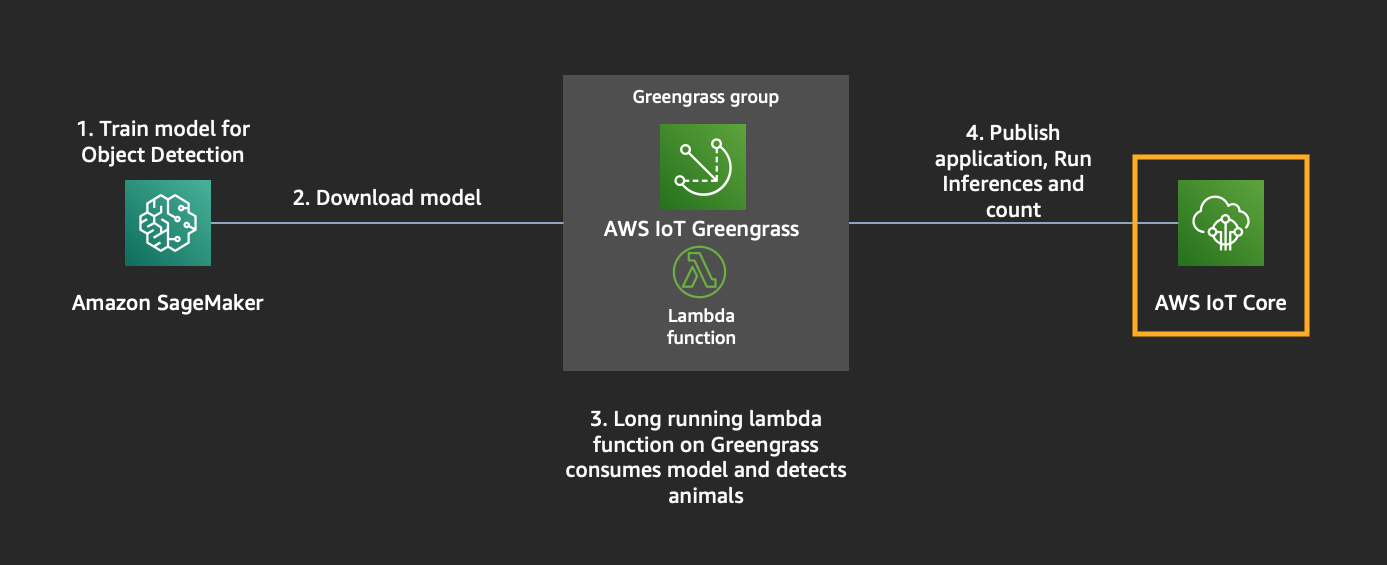 1. Train model for
Object Detection
Amazon SageMaker
2. Download model
Greengrass group
AWS IoT Greengrass
Lambda
function
3. Long running lambda
function on Greengrass
consumes model and detects
animals
4. Publish
application, Run
Inferences and
count
AWS IoT Core